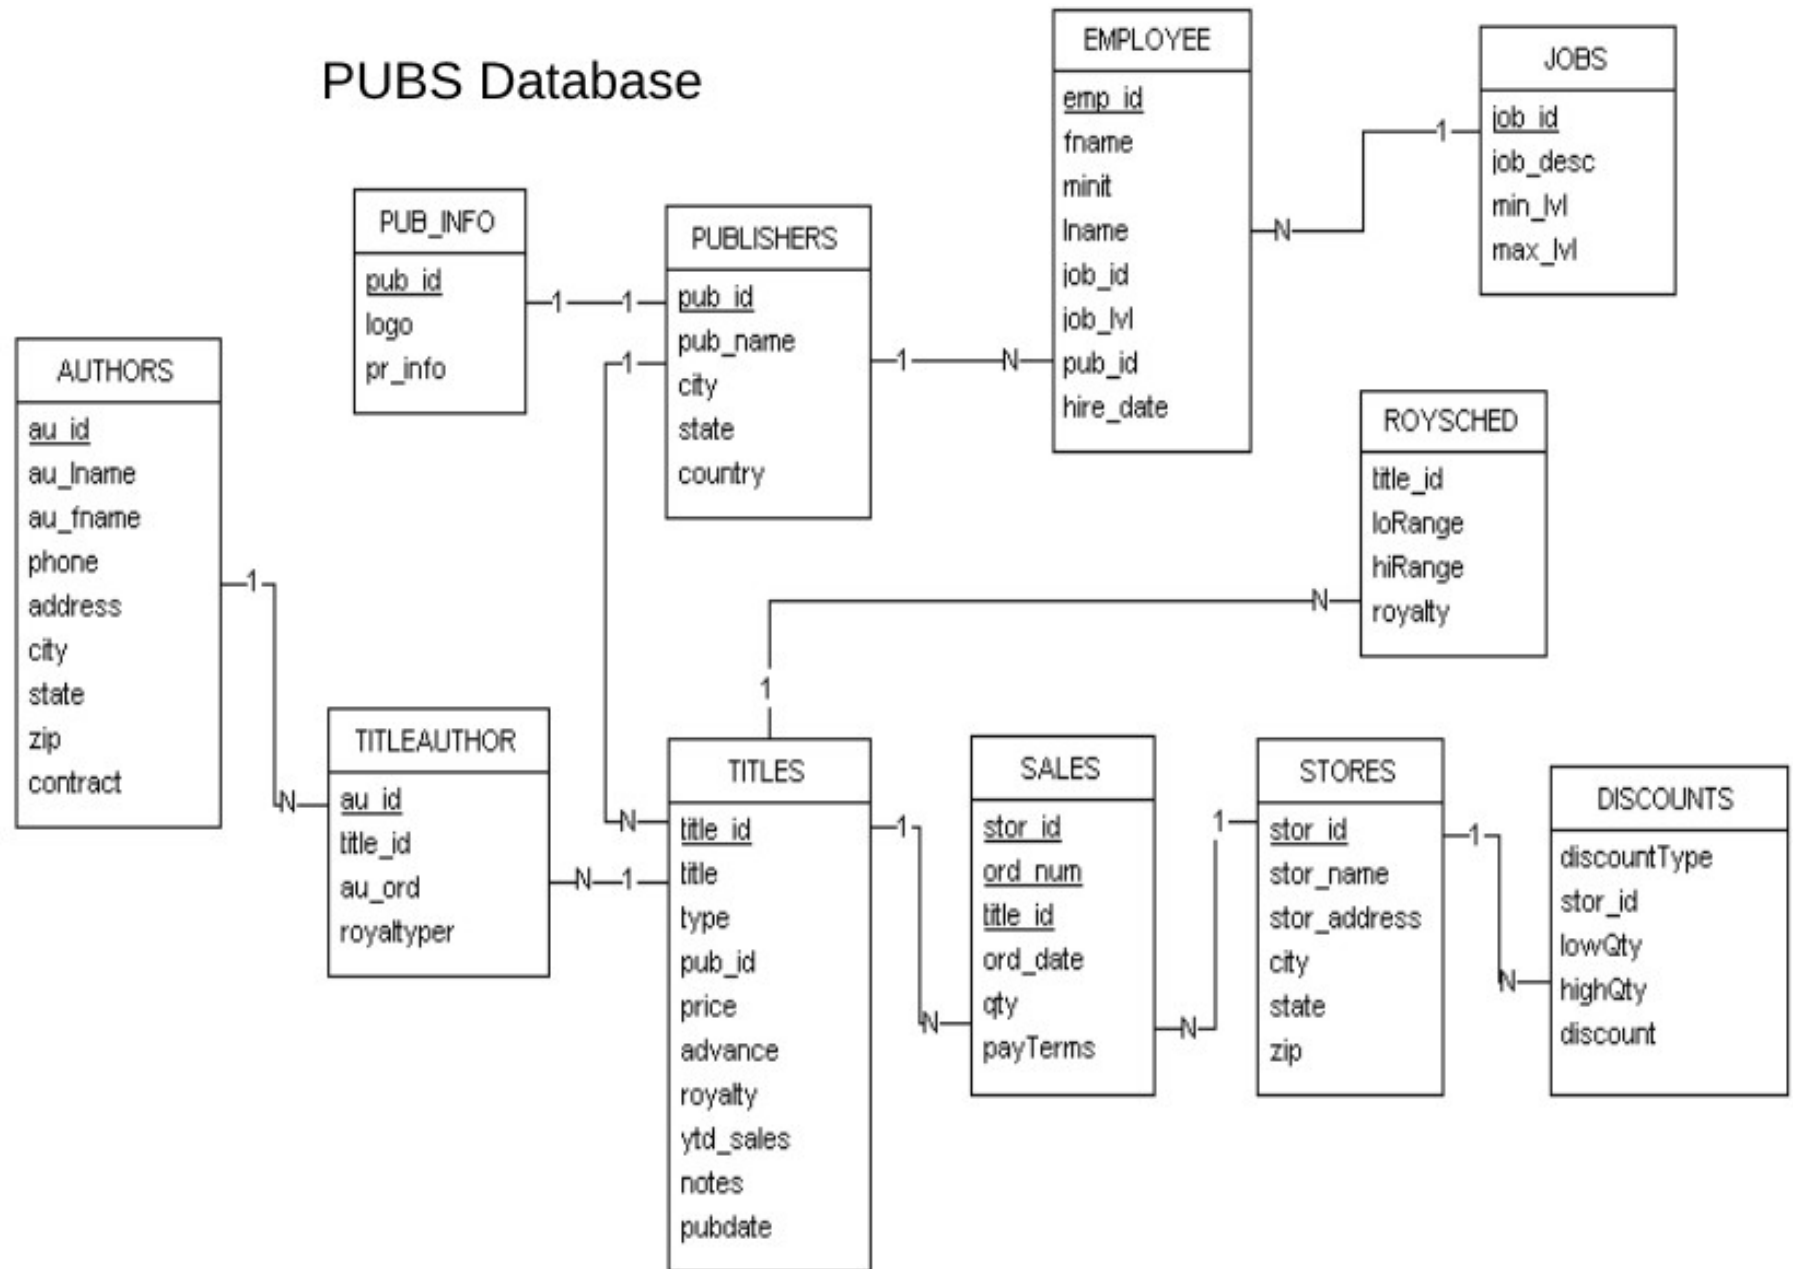 PUBS Database
EMPLOYEE
emp_id
fname
minit
lname
job_id
job_lvl
pub_id
hire_date
JOBS
job_id
job_desc
min_lvl
max_lvl
N
1
PUB_INFO
pub_id
logo
pr_info
1
1
PUBLISHERS
pub_id
pub_name
city
state
country
1
N
1
N
AUTHORS
au_id
au_lname
au_fname
phone
address
city
state
zip
contract
1
N
ROYSCHED
title_id
loRange
hiRange
royalty
N
1
TITLEAUTHOR
au_id
title_id
au_ord
royaltyper
N
1
TITLES
title_id
title
type
pub_id
price
advance
royalty
ytd_sales
notes
pubdate
1
N
SALES
stor_id
ord_num
title_id
ord_date
qty
payTerms
N
1
STORES
stor_id
stor_name
stor_address
city
state
zip
1
N
DISCOUNTS
discountType
stor_id
lowQty
highQty
discount